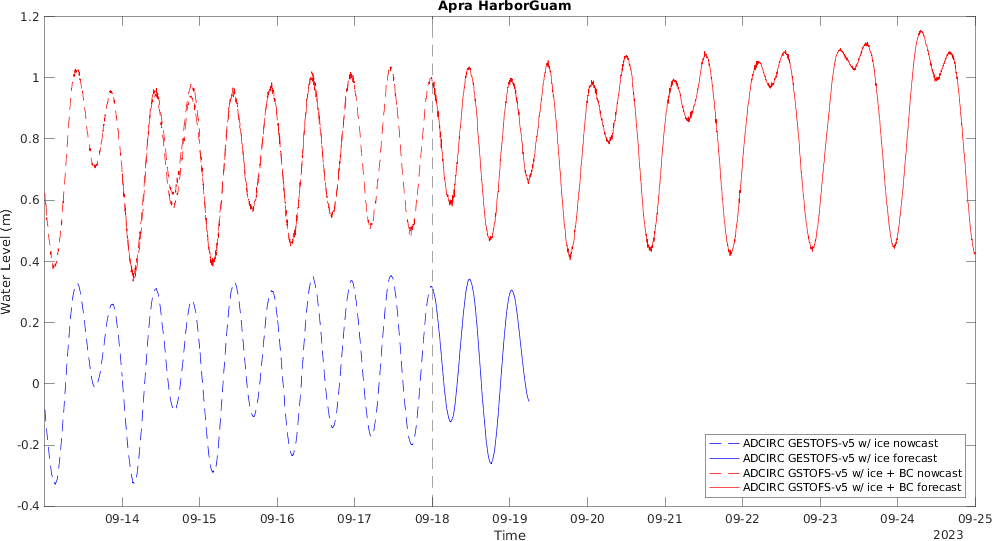 Apra HarborGuam
1.2
1
0.8
0.6
0.4
0.2
0
-0.2
-0.4
Water Level (m)
ADCIRC GESTOFS-v5 w/ ice nowcast
ADCIRC GESTOFS-v5 w/ ice forecast
ADCIRC GSTOFS-v5 w/ ice + BC nowcast
ADCIRC GSTOFS-v5 w/ ice + BC forecast
09-14 09-15 09-16 09-17 09-18 09-19 09-20 09-21 09-22 09-23 09-24 09-25
Time
2023